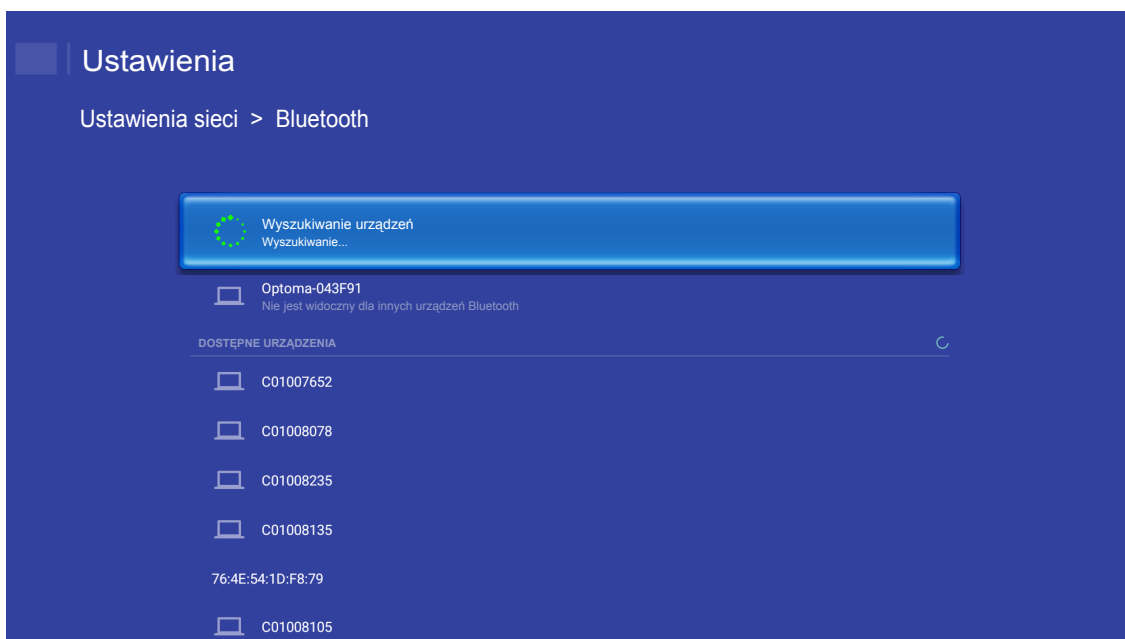 Ustawienia
Ustawienia sieci > Bluetooth
Wyszukiwanie urządzeń
Wyszukiwanie...
Optoma-043F91
Nie jest widoczny dla innych urządzeń Bluetooth
DOSTĘPNE URZĄDZENIA
C01007652
C01008078
C01008235
C01008135
76:4E:54:1D:F8:79
C01008105